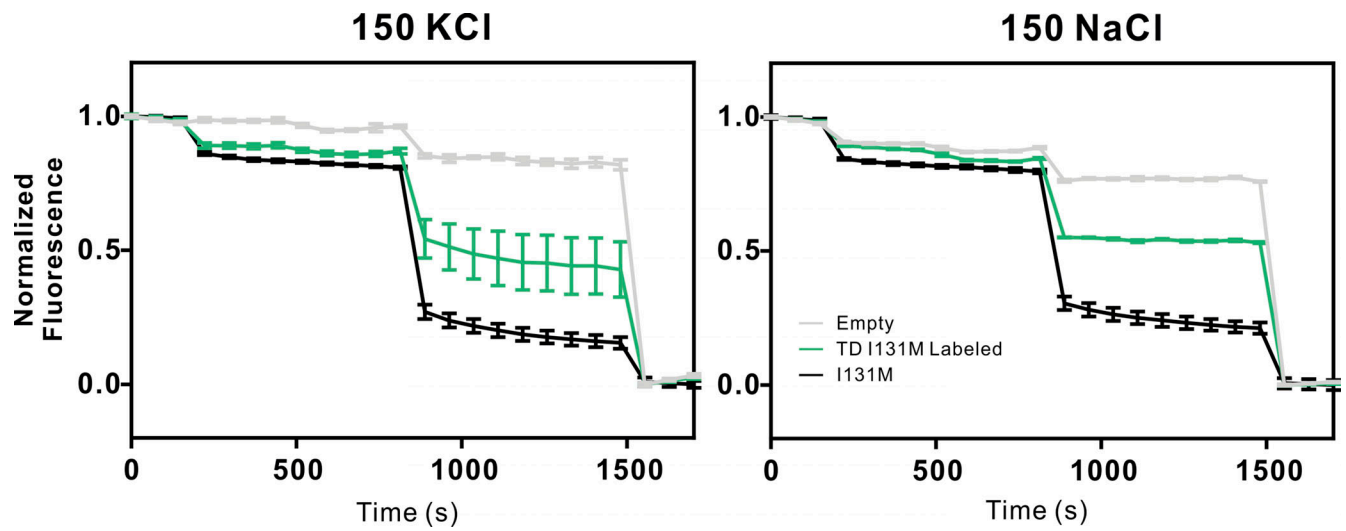 150 KCl
150 NaCl
Normalized
Fluorescence
1.0
0.5
0.0
0
500
1000
1500
Time (s)
1.0
0.5
0.0
0
500
1000
1500
Time (s)
Empty
TD I131M Labeled
I131M